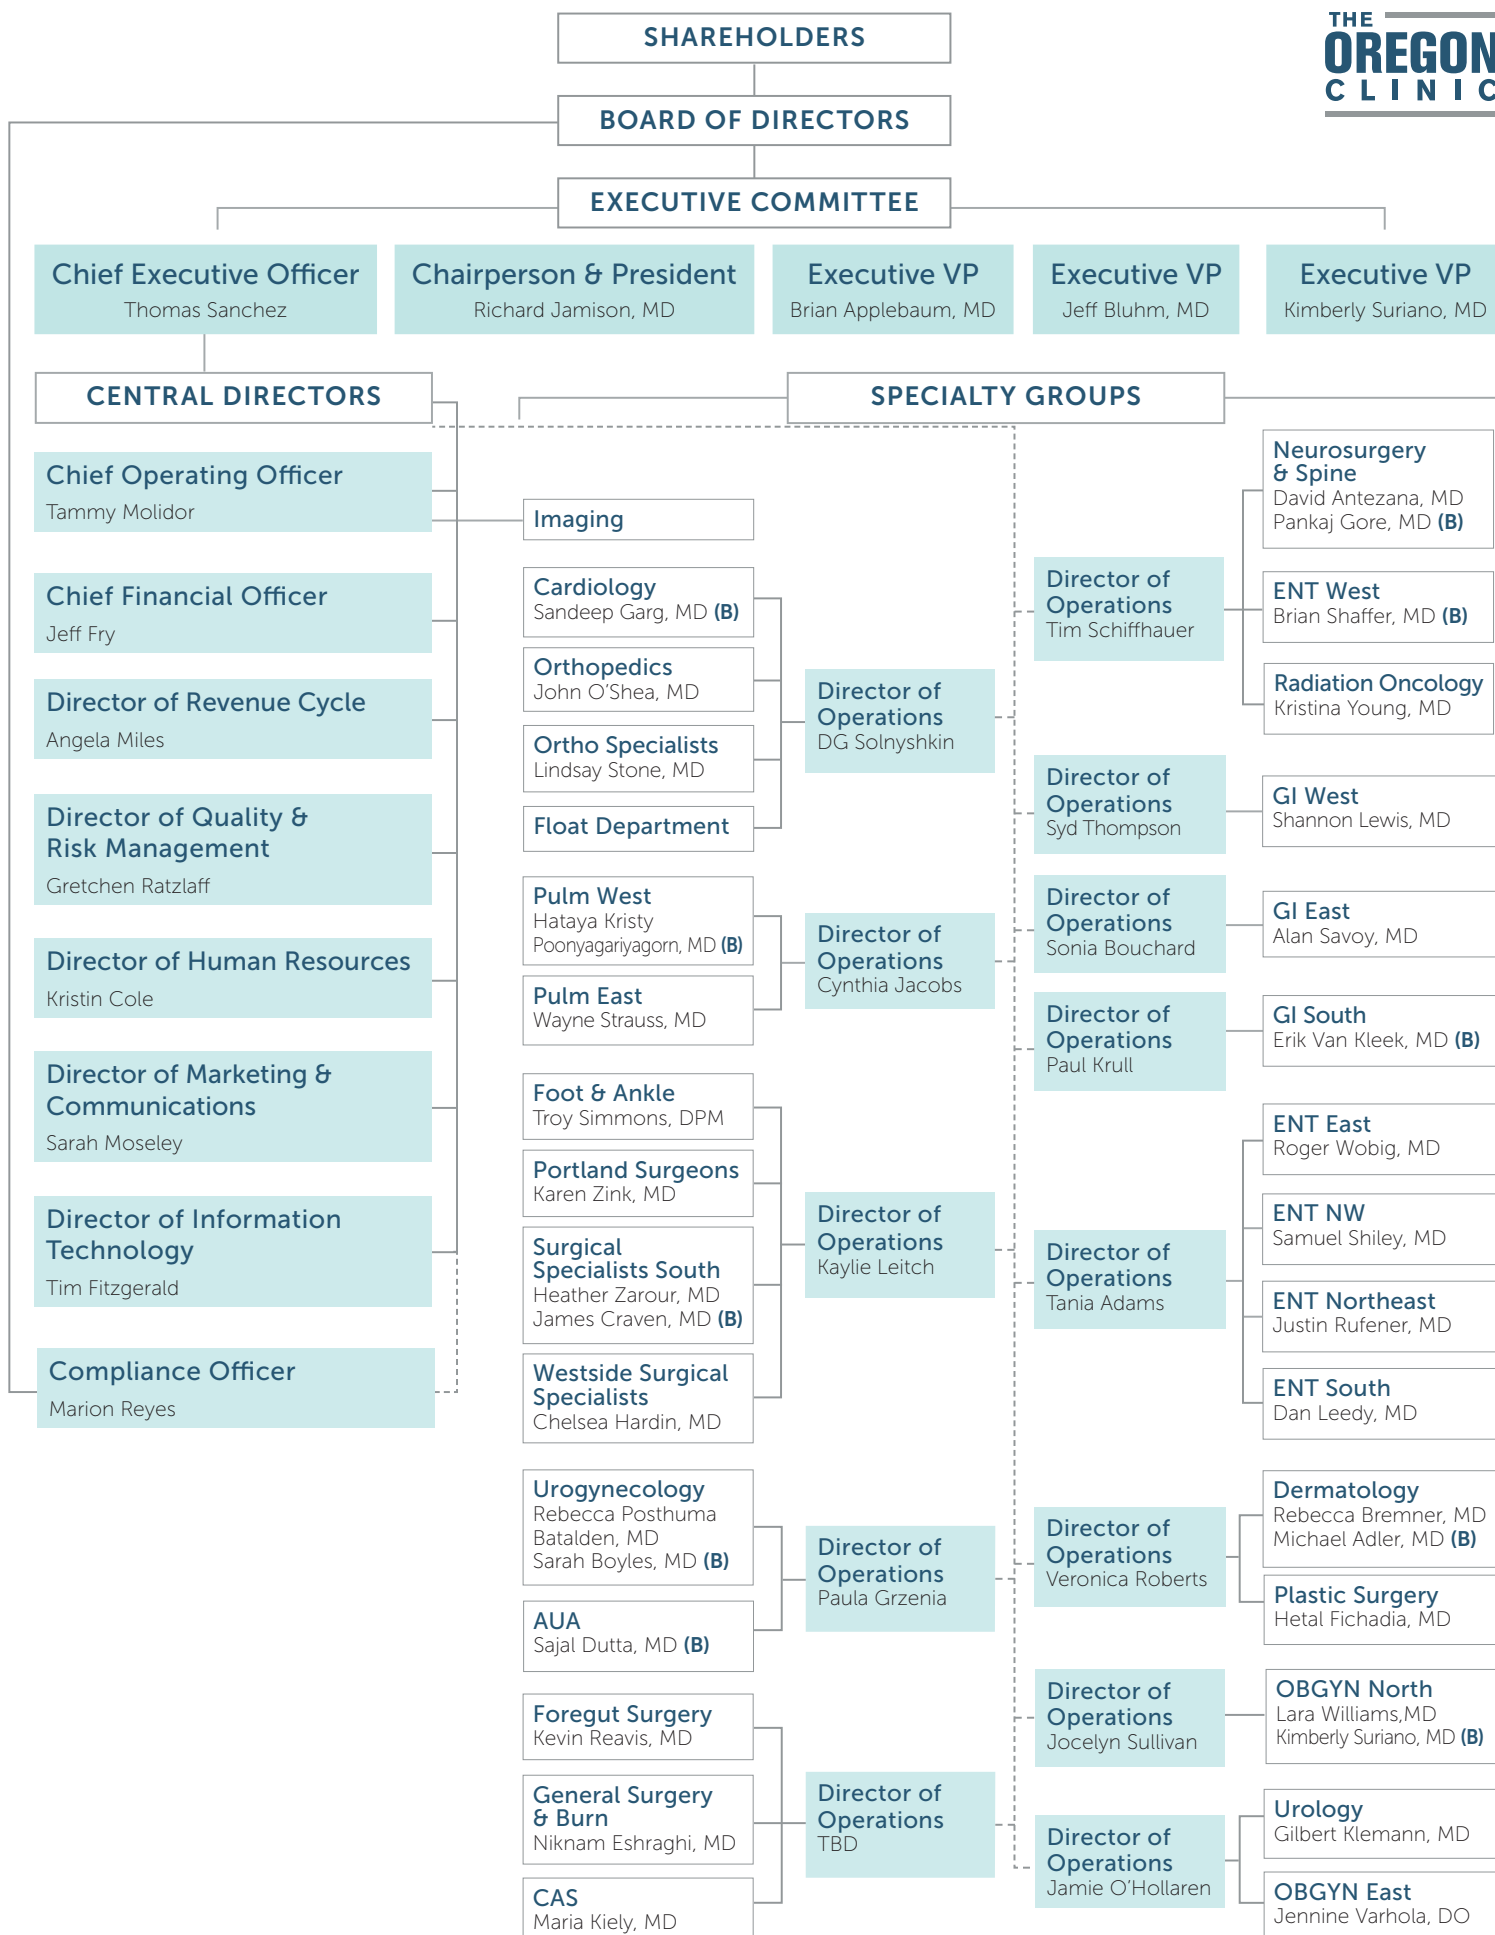 THE
OREGON
CLINIC
SHAREHOLDERS
BOARD OF DIRECTORS
EXECUTIVE COMMITTEE
Chief Executive Officer
Thomas Sanchez
Chairperson & President
Richard Jamison, MD
Executive VP
Brian Applebaum, MD
Executive VP
Jeff Bluhm, MD
Executive VP
Kimberly Suriano, MD
CENTRAL DIRECTORS
Chief Operating Officer
Tammy Molidor
Chief Financial Officer
Jeff Fry
Director of Revenue Cycle
Angela Miles
Director of Quality &
Risk Management
Gretchen Ratzlaff
Director of Human Resources
Kristin Cole
Director of Marketing &
Communications
Sarah Moseley
Director of Information
Technology
Tim Fitzgerald
Compliance Officer
Marion Reyes
SPECIALTY GROUPS
Imaging
Cardiology
Sandeep Garg, MD (B)
Orthopedics
John O'Shea, MD
Ortho Specialists
Lindsay Stone, MD
Float Department
Director of
Operations
DG Solnyshkin
Pulm West
Hataya Kristy
Poonyagariyagorn, MD (B)
Pulm East
Wayne Strauss, MD
Director of
Operations
Cynthia Jacobs
Foot & Ankle
Troy Simmons, DPM
Portland Surgeons
Karen Zink, MD
Surgical
Specialists South
Heather Zarour, MD
James Craven, MD (B)
Westside Surgical
Specialists
Chelsea Hardin, MD
Director of
Operations
Kaylie Leitch
Urogynecology
Rebecca Posthuma
Batalden, MD
Sarah Boyles, MD (B)
AUA
Sajal Dutta, MD (B)
Director of
Operations
Paula Grzenia
Foregut Surgery
Kevin Reavis, MD
General Surgery
& Burn
Niknam Eshraghi, MD
CAS
Maria Kiely, MD
Director of
Operations
TBD
Director of
Operations
Tim Schiffhauer
Neurosurgery
& Spine
David Antezana, MD
Pankaj Gore, MD (B)
ENT West
Brian Shaffer, MD (B)
Radiation Oncology
Kristina Young, MD
Director of
Operations
Syd Thompson
GI West
Shannon Lewis, MD
Director of
Operations
Sonia Bouchard
GI East
Alan Savoy, MD
Director of
Operations
Paul Krull
GI South
Erik Van Kleek, MD (B)
Director of
Operations
Tania Adams
ENT East
Roger Wobig, MD
ENT NW
Samuel Shiley, MD
ENT Northeast
Justin Rufener, MD
ENT South
Dan Leedy, MD
Director of
Operations
Veronica Roberts
Dermatology
Rebecca Bremner, MD
Michael Adler, MD (B)
Plastic Surgery
Hetal Fichadia, MD
Director of
Operations
Jocelyn Sullivan
OBGYN North
Lara Williams,MD
Kimberly Suriano, MD (B)
Director of
Operations
Jamie O'Hollaren
Urology
Gilbert Klemann, MD
OBGYN East
Jennine Varhola, DO